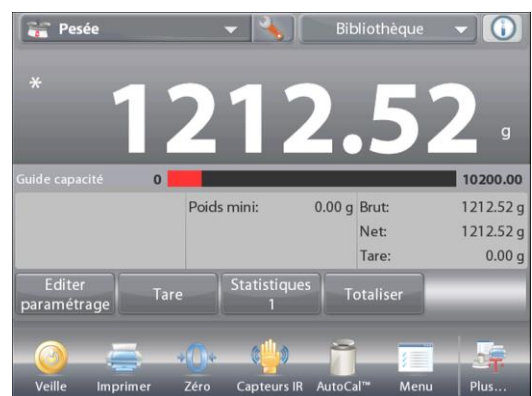 Pesée Bibliothèque
* 1212.52 g
Guide capacité 0 10200.00
Poids mini: 0.00 g Brut: 1212.52 g
Net: 1212.52 g
Tare: 0.00 g
Editer paramétrage Tare Statistiques 1 Totaliser
Veille Imprimer Zéro Capteurs IR AutoCal™ Menu Plus...